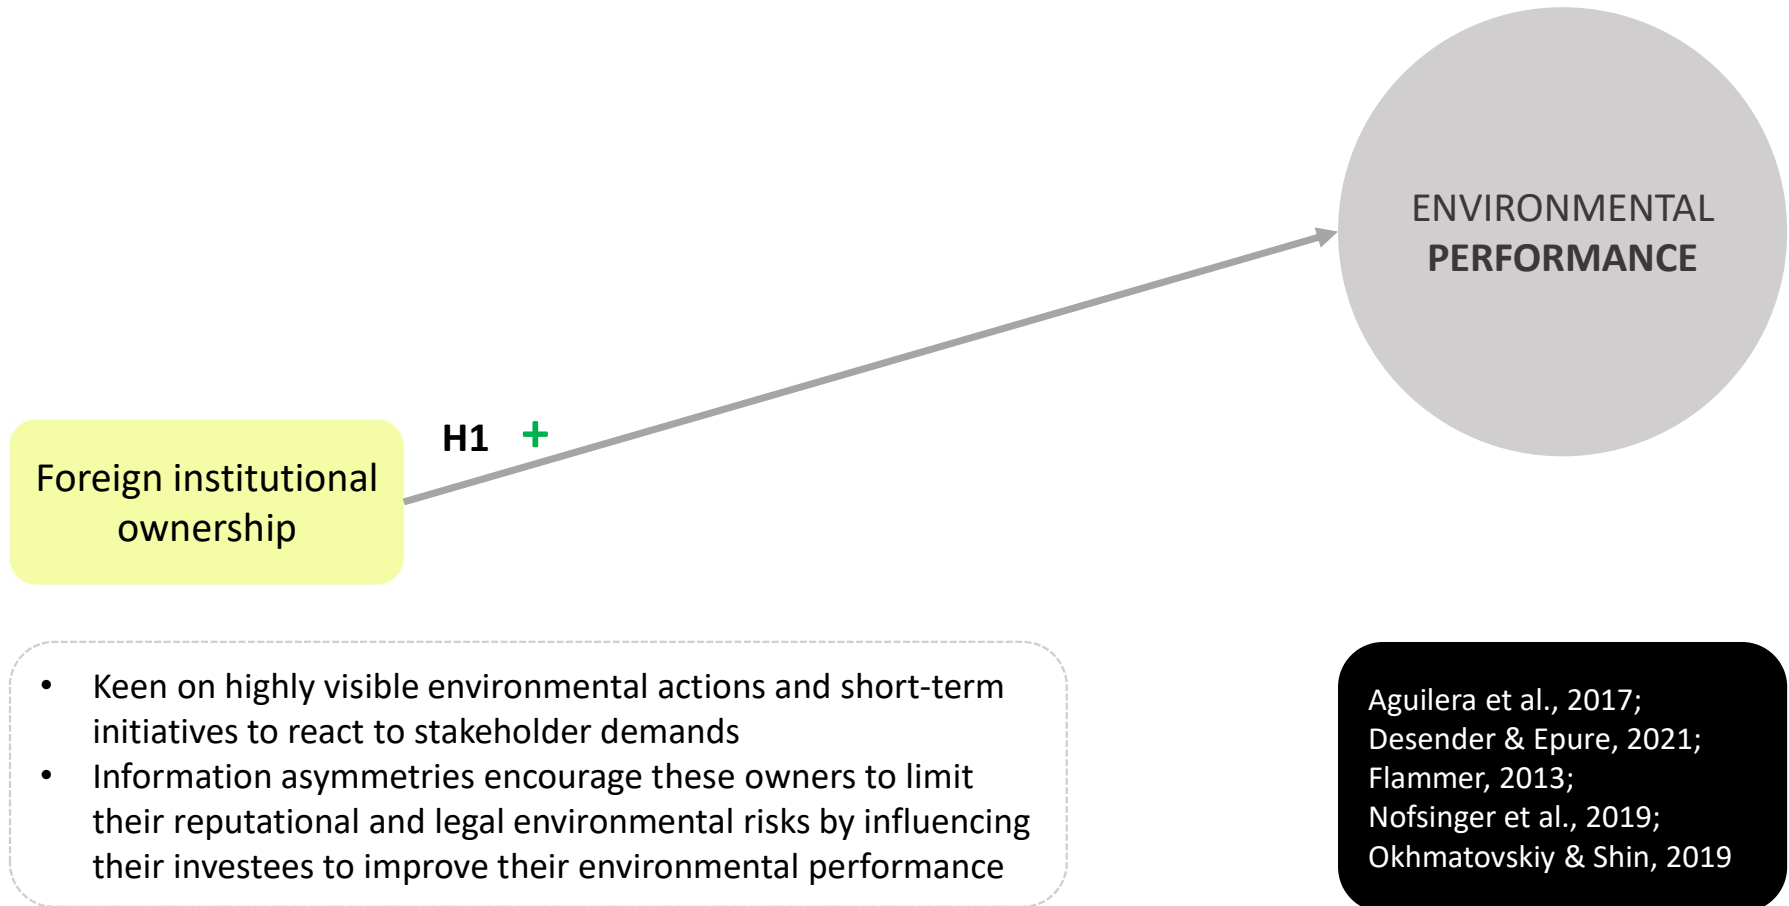 ENVIRONMENTAL
PERFORMANCE
H1 +
Foreign institutional
ownership
• Keen on highly visible environmental actions and short-term
initiatives to react to stakeholder demands
• Information asymmetries encourage these owners to limit
their reputational and legal environmental risks by influencing
their investees to improve their environmental performance
Aguilera et al., 2017;
Desender & Epure, 2021;
Flammer, 2013;
Nofsinger et al., 2019;
Okhmatovskiy & Shin, 2019